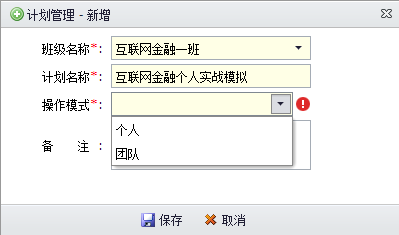 计划管理 - 新增
班级名称*: 互联网金融一班
计划名称*: 互联网金融个人实战模拟
操作模式*:
个人
备 注 :
团队
保存 取消